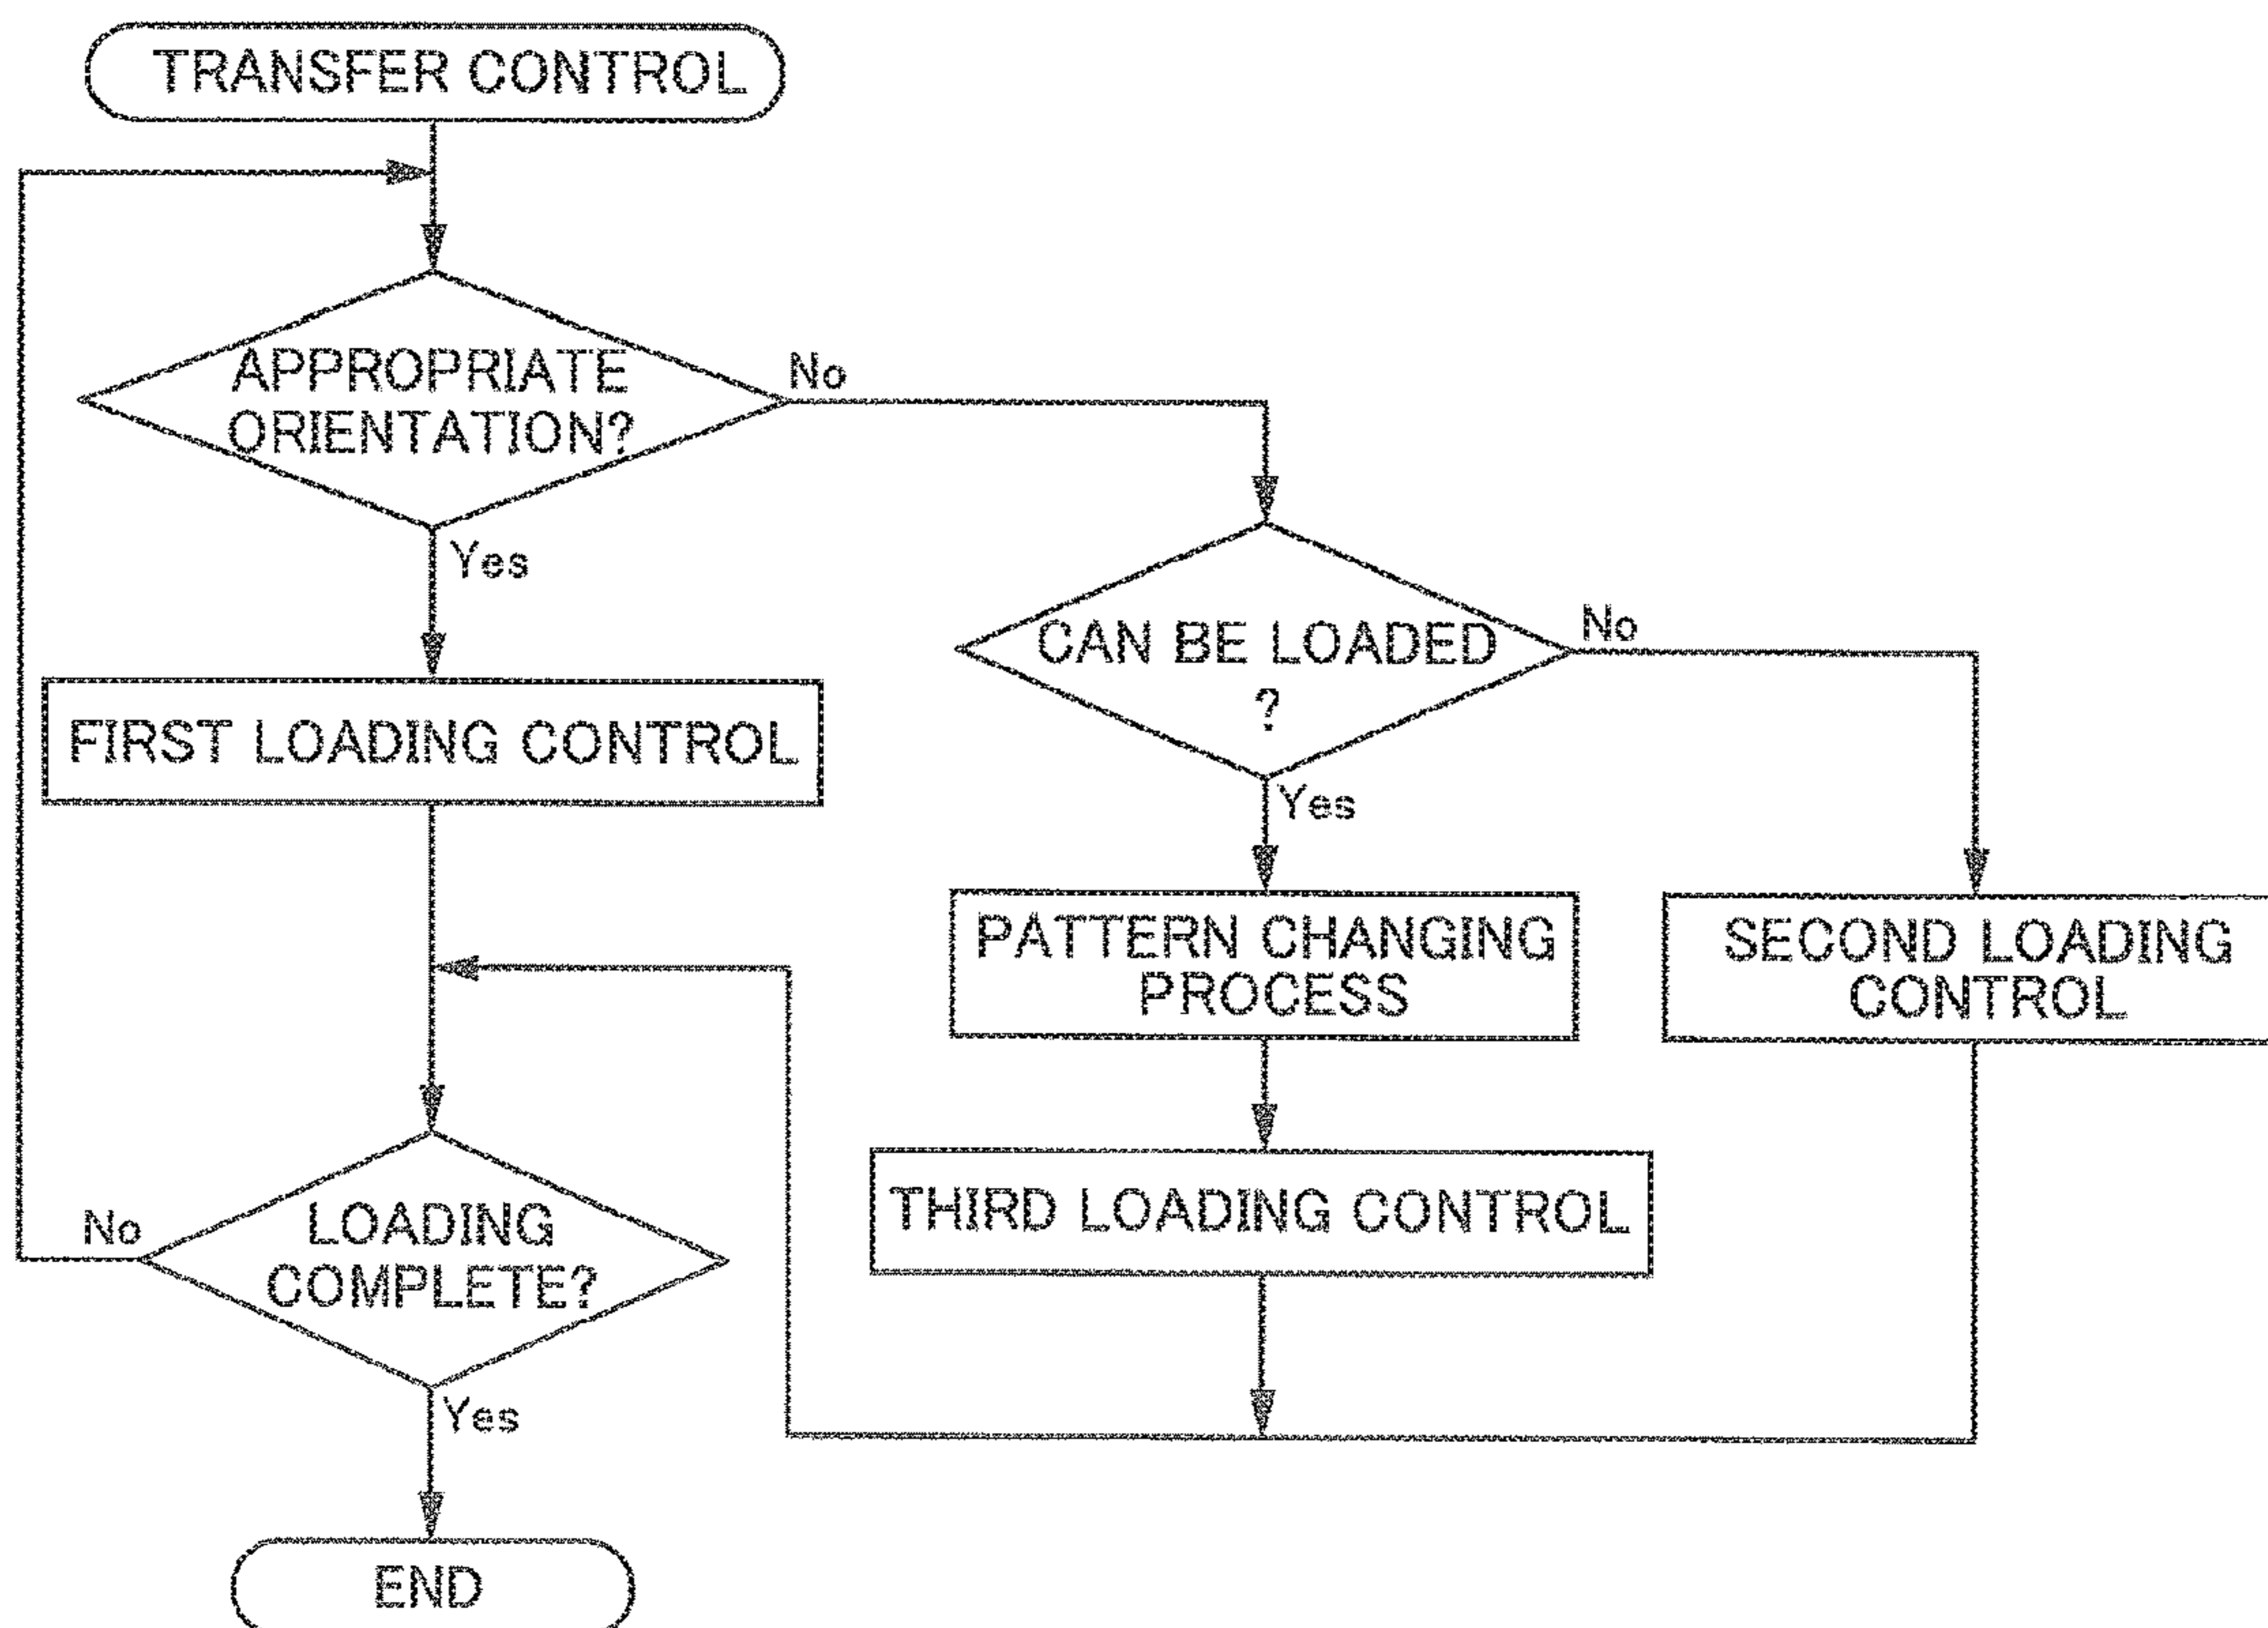 TRANSFER CONTROL
APPROPRIATE
ORIENTATION?
No
Yes
FIRST LOADING CONTROL
CAN BE LOADED
?
No
Yes
PATTERN CHANGING
PROCESS
SECOND LOADING
CONTROL
THIRD LOADING CONTROL
LOADING
COMPLETE?
No
Yes
END